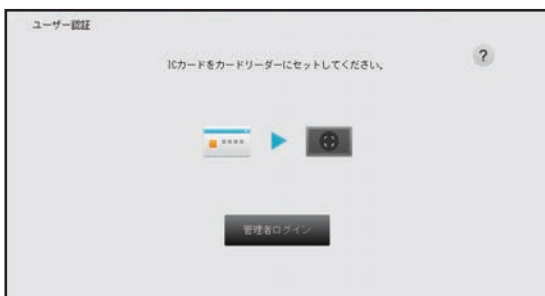 ユーザー認証
?
ICカードをカードリーダーにセットしてください。
管理者ログイン